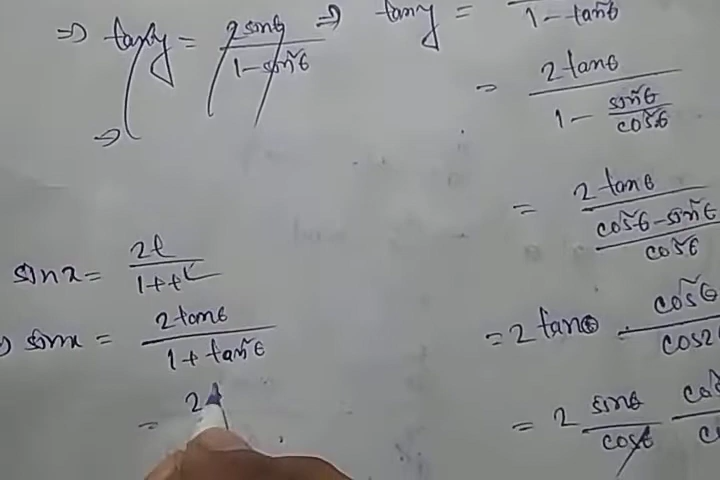 ⇒ tan y = 2 sinθ / 1 - sin²θ
⇒
sin x = 2t / 1 + t²
sin x = 2 tanθ / 1 + tan²θ
= 2
⇒ tan y = / 1 - tan²θ
= 2 tanθ / 1 - sin²θ/cos²θ
= 2 tanθ / cos²θ - sin²θ / cos²θ
= 2 tanθ · cos²θ / cos2
= 2 sinθ / cosθ